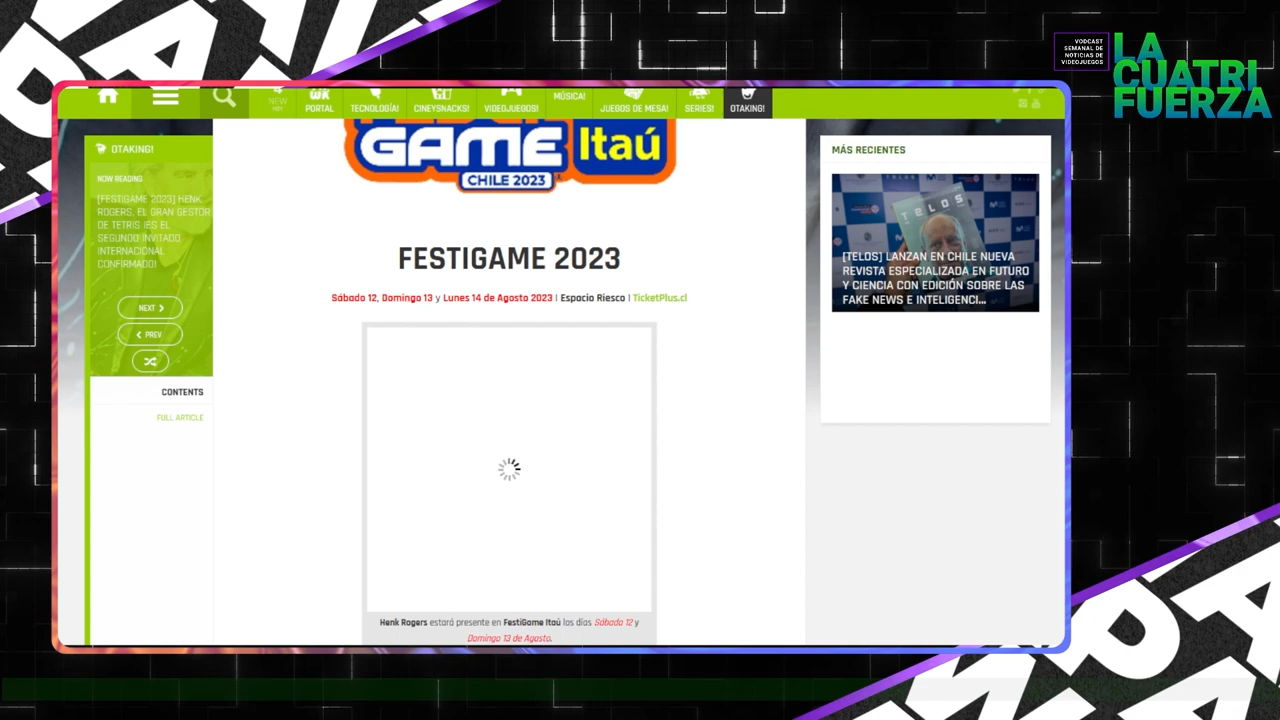 VODCAST
SEMANAL DE
NOTICIAS DE
VIDEOJUEGOS
LA
CUATRI
FUERZA
NEW
PORTAL
TECNOLOGÍA!
CINEYSNACKS!
VIDEOJUEGOS!
MÚSICA!
JUEGOS DE MESA!
SERIES!
OTAKING!
OTAKING!
NOW READING
[FESTIGAME 2023] HENK
ROGERS, EL GRAN GESTOR
DE TETRIS ¡ES EL
SEGUNDO INVITADO
INTERNACIONAL
CONFIRMADO!
NEXT
PREV
CONTENTS
FULL ARTICLE
GAME Itaú
CHILE 2023
FESTIGAME 2023
Sábado 12, Domingo 13 y Lunes 14 de Agosto 2023 | Espacio Riesco | TicketPlus.cl
Henk Rogers estará presente en FestiGame Itaú los días Sábado 12 y
Domingo 13 de Agosto.
MÁS RECIENTES
TELOS
[TELOS] LANZAN EN CHILE NUEVA
REVISTA ESPECIALIZADA EN FUTURO
Y CIENCIA CON EDICIÓN SOBRE LAS
FAKE NEWS E INTELIGENCI...